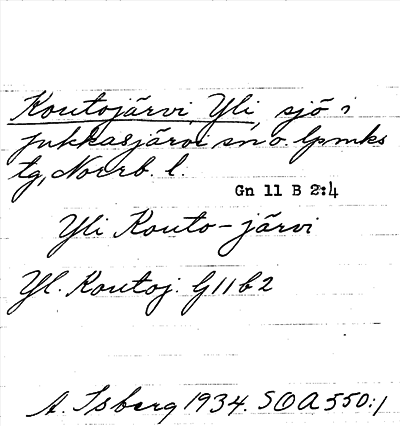 Koutojärvi, Yli, sjö i
Jukkasjärvi sn o. lpmks
tg, Norrb. l.
Gn 11 B 2:4
Yli Kouto-järvi
Yl. Koutoj. G11b2
A. Isberg 1934. SOA 550:1